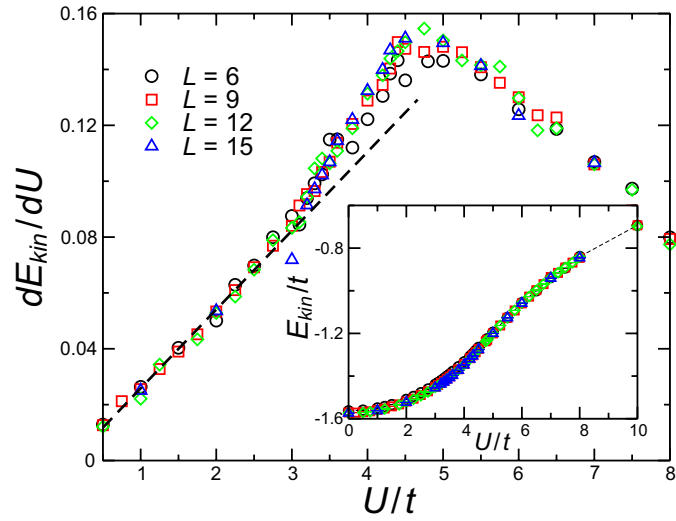 0.16
0.12
0.08
0.04
0
dE_kin/dU
L = 6
L = 9
L = 12
L = 15
1
2
3
4
5
6
7
8
U/t
-0.8
-1.2
-1.6
E_kin/t
0
2
4
6
8
10
U/t